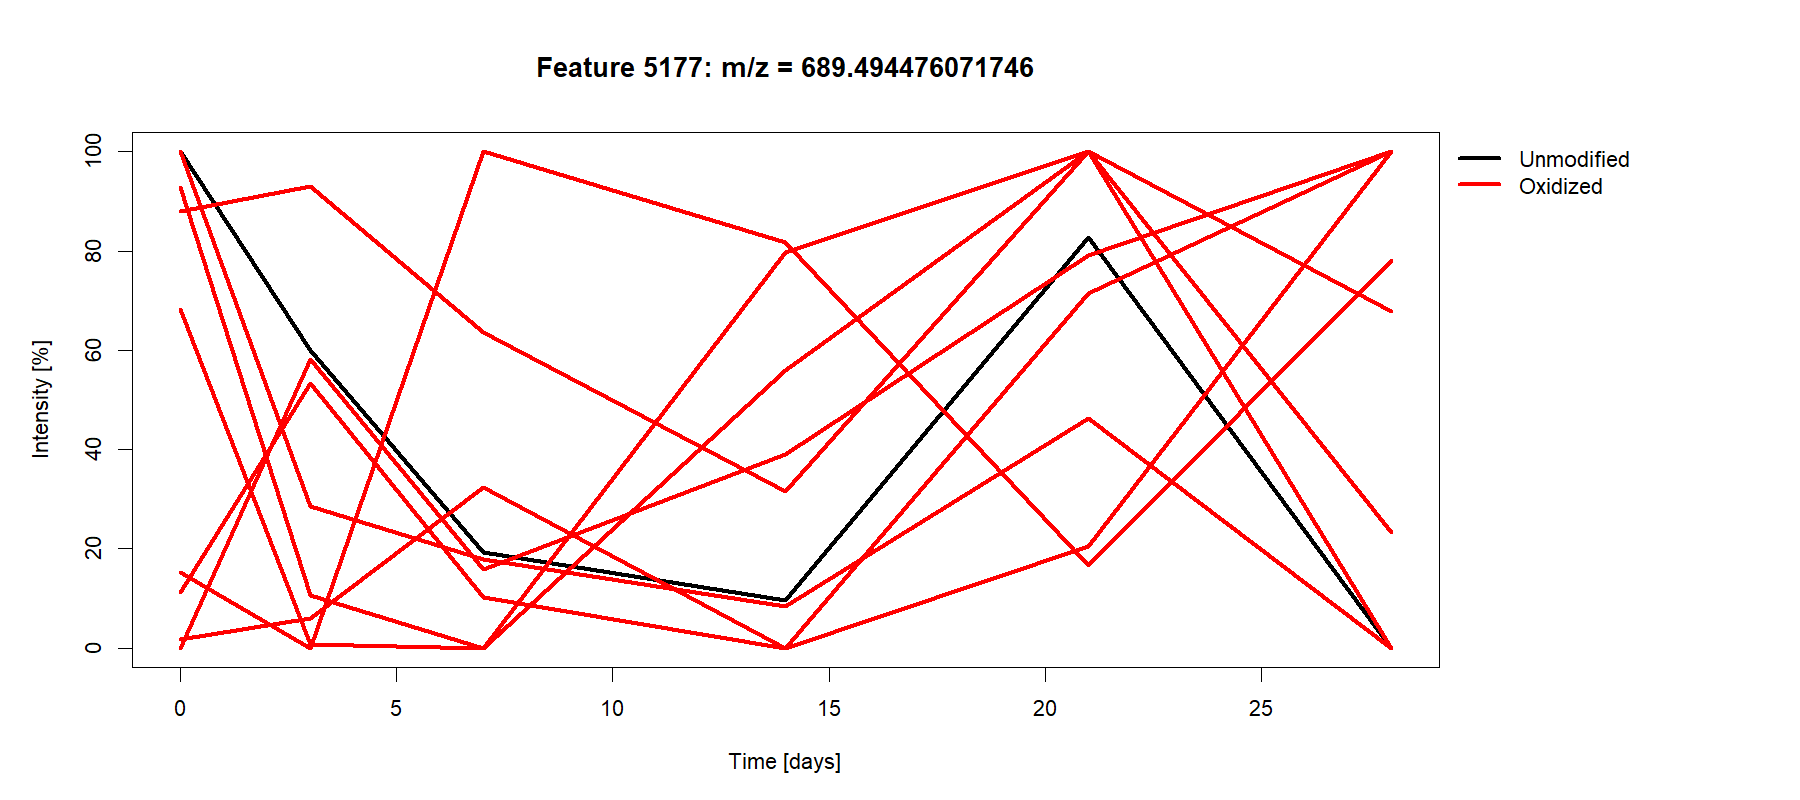 Feature 5177: m/z = 689.494476071746
Unmodified
Oxidized
Intensity [%]
100
80
60
40
20
0
0 5 10 15 20 25
Time [days]